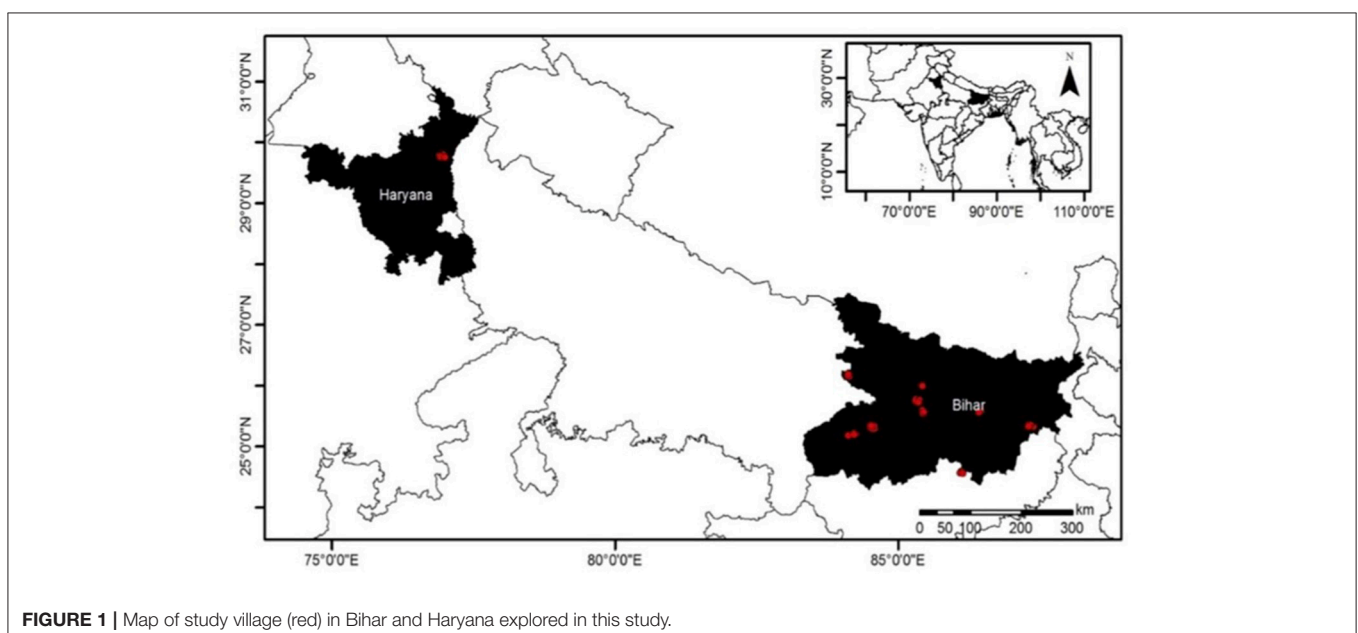 31°0'0"N
29°0'0"N
27°0'0"N
25°0'0"N
Haryana
Bihar
N
30°0'0"N
10°0'0"N
70°0'0"E 90°0'0"E 110°0'0"E
km
0 50 100 200 300
75°0'0"E 80°0'0"E 85°0'0"E
FIGURE 1 | Map of study village (red) in Bihar and Haryana explored in this study.